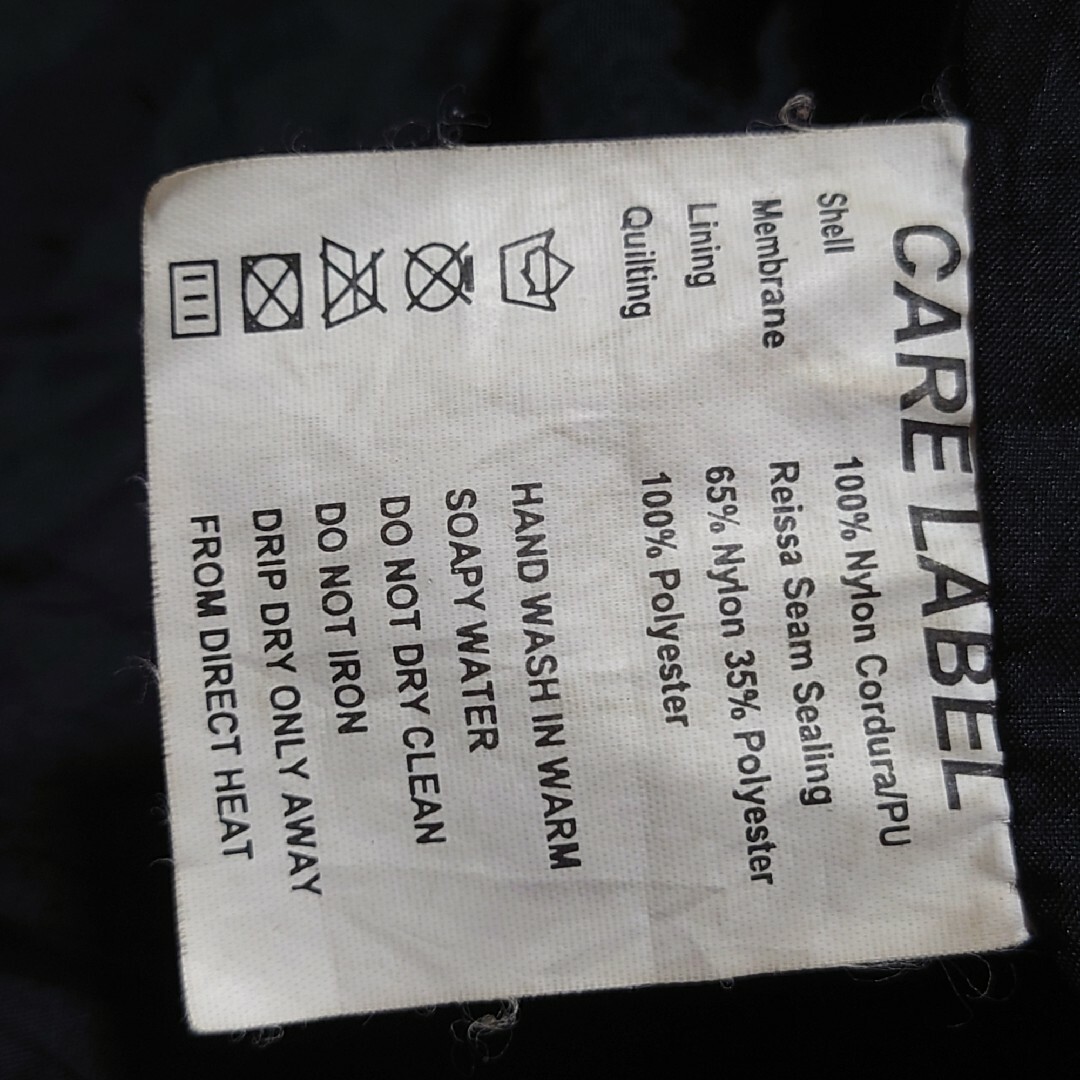 CARE LABEL
Shell 100% Nylon Cordura/PU
Membrane Reissa Seam Sealing
Lining 65% Nylon 35% Polyester
Quilting 100% Polyester
HAND WASH IN WARM
SOAPY WATER
DO NOT DRY CLEAN
DO NOT IRON
DRIP DRY ONLY AWAY
FROM DIRECT HEAT